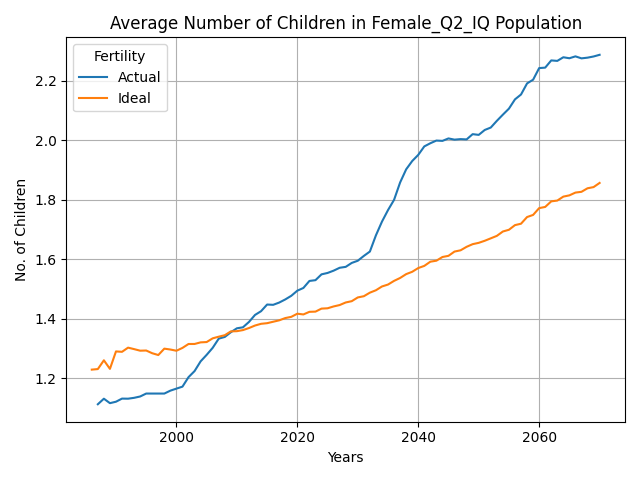 Average Number of Children in Female_Q2_IQ Population
Fertility
Actual
Ideal
No. of Children
2.2
2.0
1.8
1.6
1.4
1.2
2000
2020
2040
2060
Years